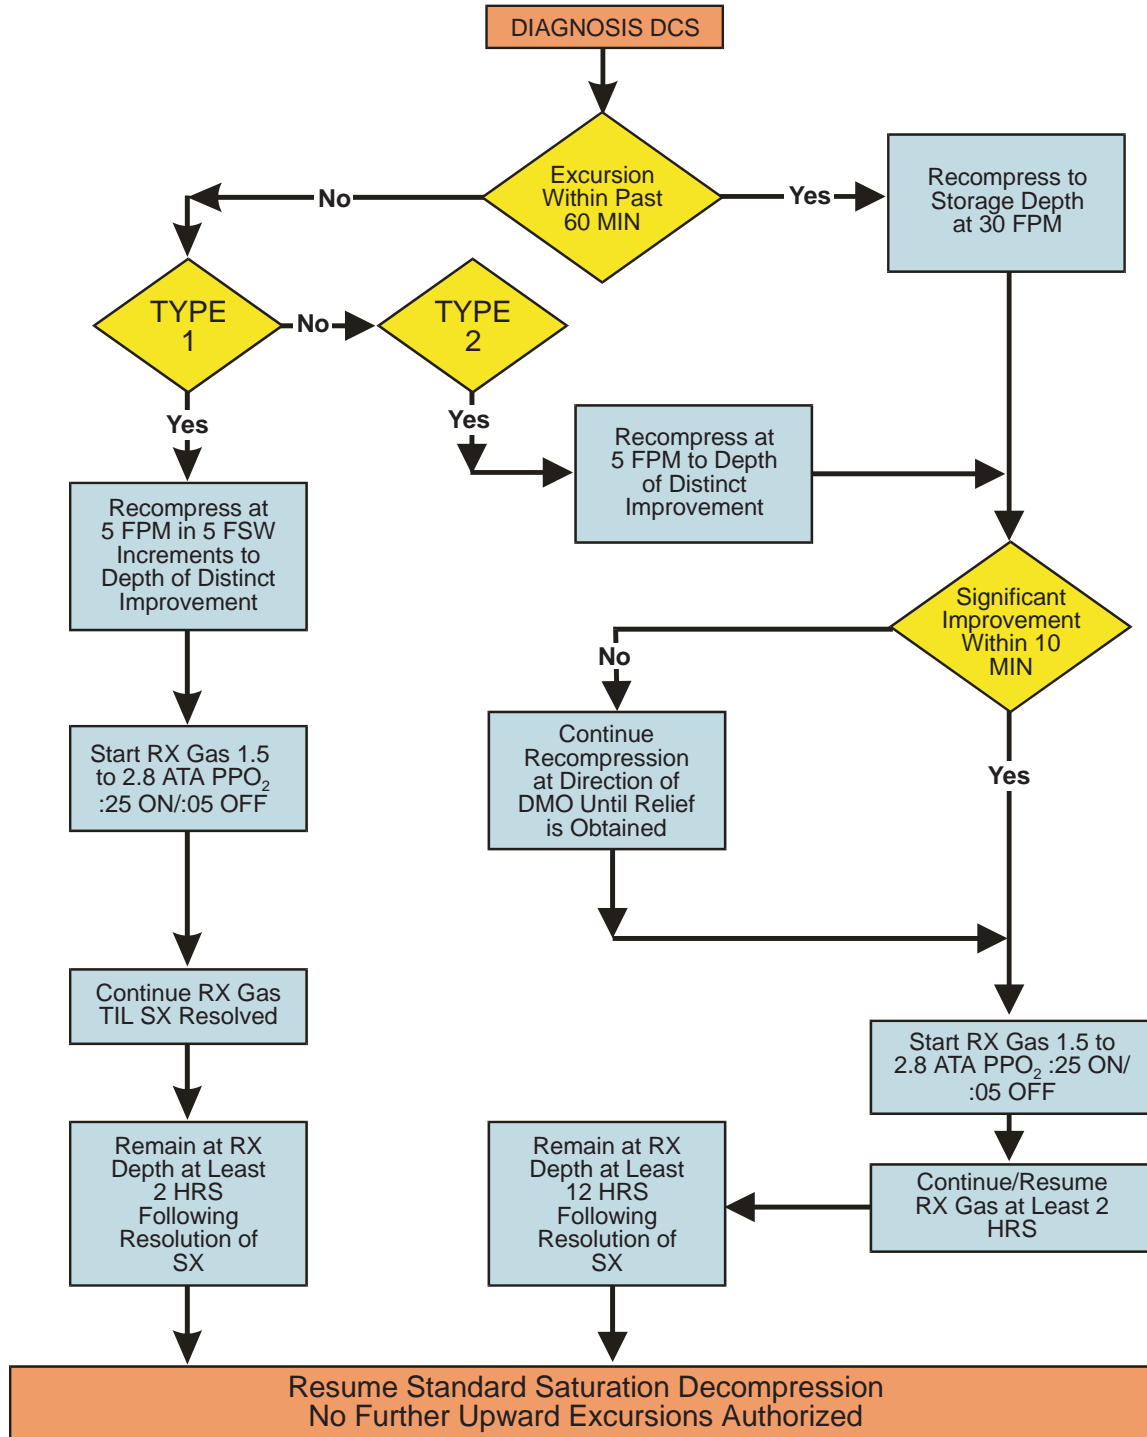 DIAGNOSIS DCS
Excursion
Within Past
60 MIN
No
Yes
Recompress to
Storage Depth
at 30 FPM
TYPE
1
No
TYPE
2
Yes
Yes
Recompress at
5 FPM to Depth
of Distinct
Improvement
Recompress at
5 FPM in 5 FSW
Increments to
Depth of Distinct
Improvement
Significant
Improvement
Within 10
MIN
No
Yes
Continue
Recompression
at Direction of
DMO Until Relief
is Obtained
Start RX Gas 1.5
to 2.8 ATA PPO₂
:25 ON/:05 OFF
Continue RX Gas
TIL SX Resolved
Start RX Gas 1.5 to
2.8 ATA PPO₂ :25 ON/
:05 OFF
Remain at RX
Depth at Least
2 HRS
Following
Resolution of
SX
Remain at RX
Depth at Least
12 HRS
Following
Resolution of
SX
Continue/Resume
RX Gas at Least 2
HRS
Resume Standard Saturation Decompression
No Further Upward Excursions Authorized